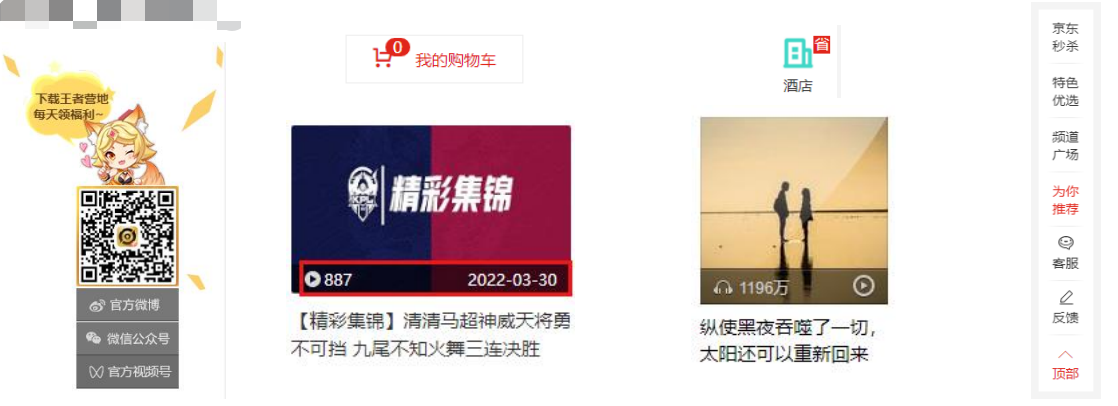 下载王者营地
每天领福利~
官方微博
微信公众号
官方视频号
0
我的购物车
KPL
精彩集锦
887
2022-03-30
【精彩集锦】清清马超神威天将勇
不可挡 九尾不知火舞三连决胜
省
酒店
1196万
纵使黑夜吞噬了一切，
太阳还可以重新回来
京东
秒杀
特色
优选
频道
广场
为你
推荐
客服
反馈
顶部